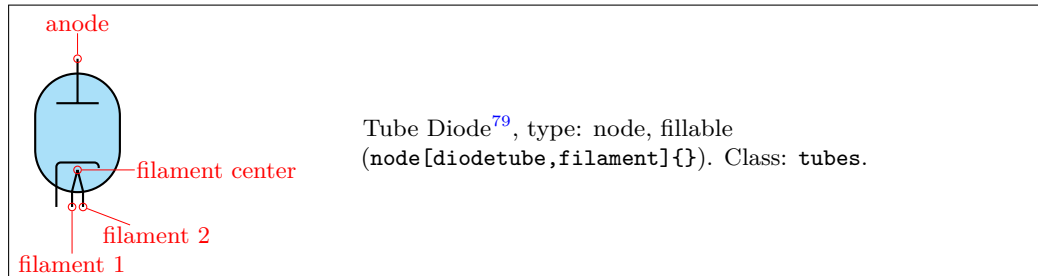 anode
Tube Diode79, type: node, fillable
(node[diodetube,filament]{}). Class: tubes.
filament center
filament 2
filament 1